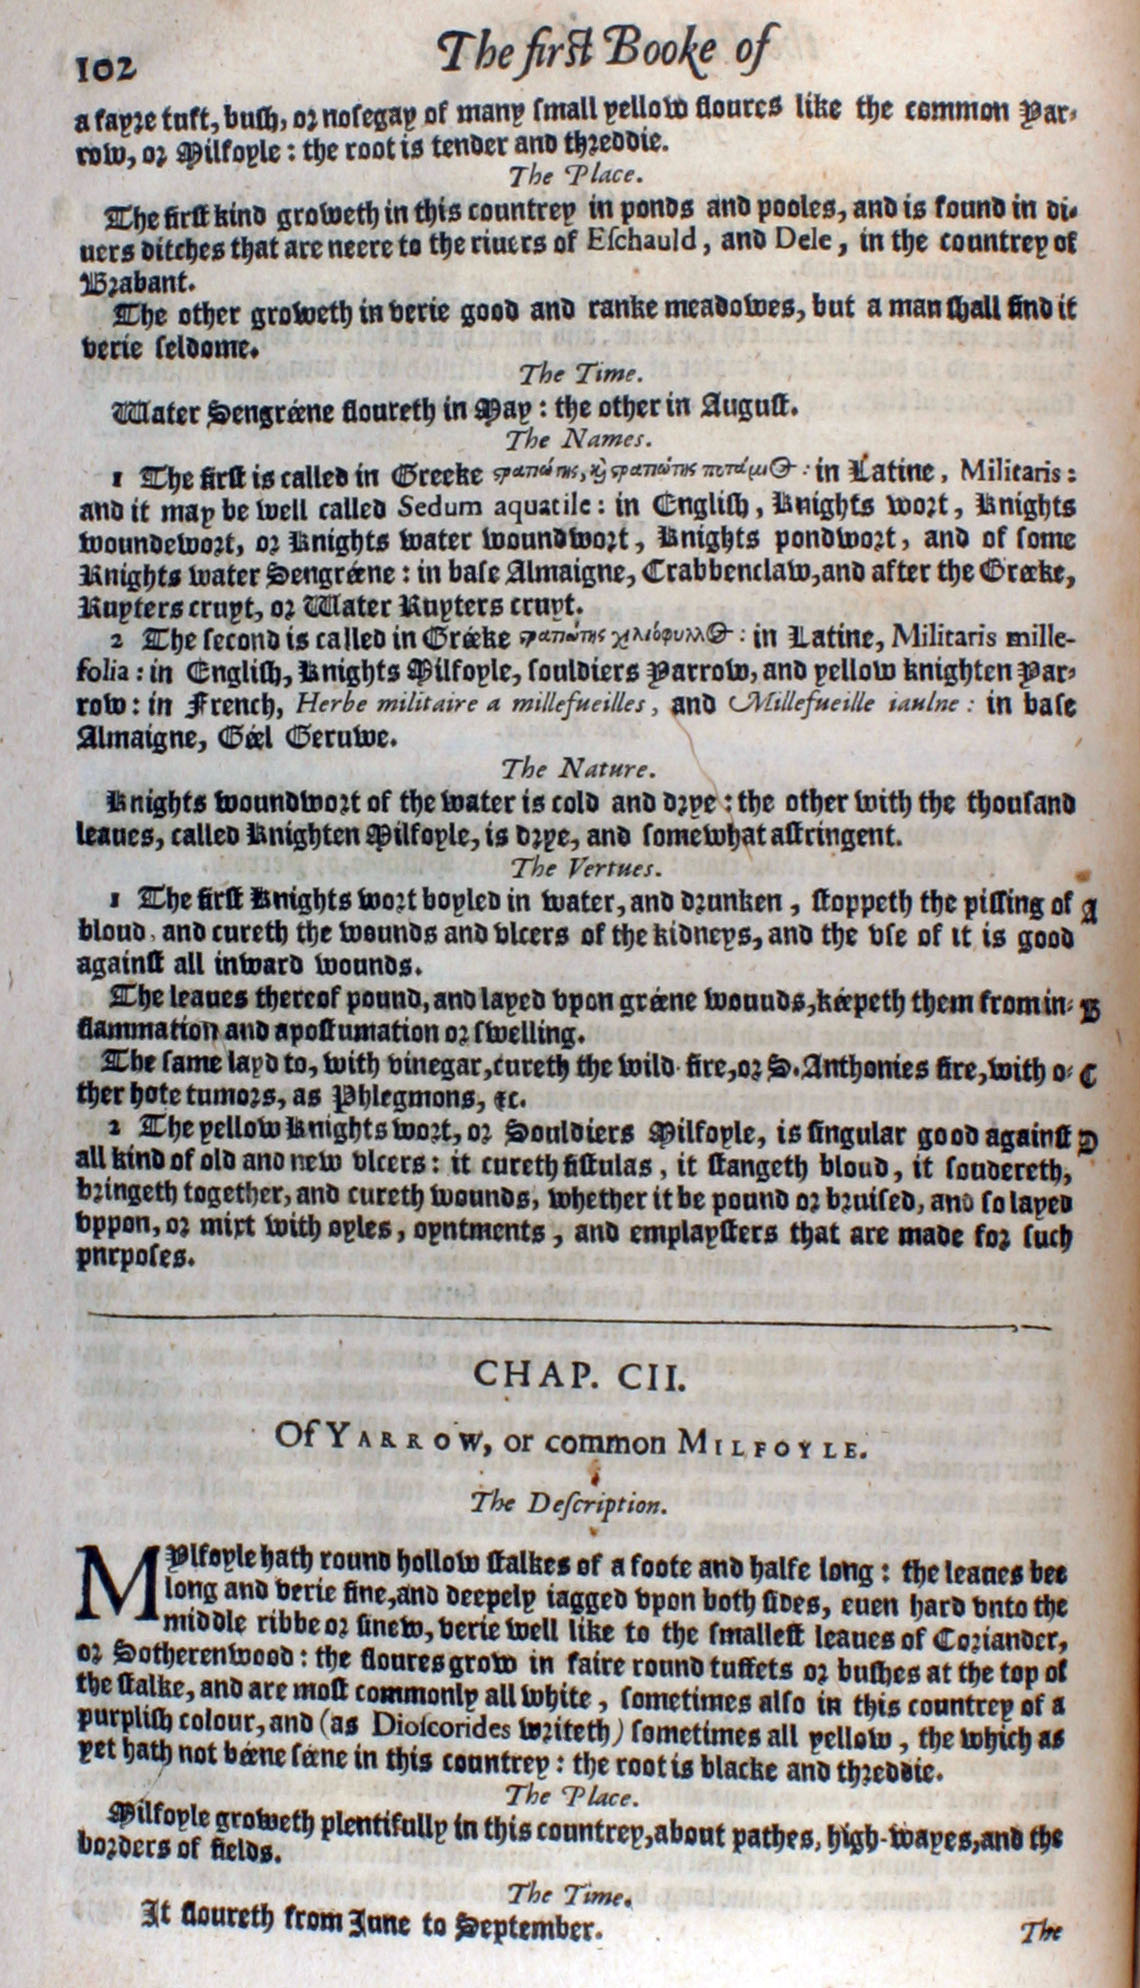 102 The first Booke of
a fayre tuft, bush, or nosegay of many small yellow floures like the common Yar-
row, or Milfoyle: the root is tender and threddie.
The Place.
The first kind groweth in this countrey in ponds and pooles, and is found in di-
uers ditches that are neere to the riuers of Eschauld, and Dele, in the countrey of
Brabant.
The other groweth in verie good and ranke meadowes, but a man shall find it
verie seldome.
The Time.
Water Sengréene floureth in May: the other in August.
The Names.
1 The first is called in Greeke ϛρατιώτης, ϗ ϛρατιώτης ποτάμι۞: in Latine, Militaris:
and it may be well called Sedum aquatile: in English, Knights wort, Knights
woundewort, or Knights water woundwort, Knights pondwort, and of some
Knights water Sengréene: in base Almaigne, Crabbenclaw, and after the Gréeke,
Ruyters cruyt, or Water Ruyters cruyt.
2 The second is called in Gréeke ϛρατιώτης χιλιόφυλλ۞: in Latine, Militaris mille-
folia: in English, Knights Milfoyle, souldiers Yarrow, and yellow knighten Yar-
row: in French, Herbe militaire a millefueilles, and Millefueille iaulne: in base
Almaigne, Géel Geruwe.
The Nature.
Knights woundwort of the water is cold and drye: the other with the thousand
leaues, called Knighten Milfoyle, is drye, and somewhat astringent.
The Vertues.
1 The first Knights wort boyled in water, and drunken, stoppeth the pissing of A
bloud, and cureth the wounds and vlcers of the kidneys, and the vse of it is good
against all inward wounds.
The leaues thereof pound, and layed vpon gréene wouuds, kéepeth them from in- B
flammation and apostumation or swelling.
The same layd to, with vinegar, cureth the wild fire, or S. Anthonies fire, with o- C
ther hote tumors, as Phlegmons, &c.
2 The yellow Knights wort, or Souldiers Milfoyle, is singular good against D
all kind of old and new vlcers: it cureth fistulas, it stangeth bloud, it soudereth,
bringeth together, and cureth wounds, whether it be pound or bruised, and so layed
vppon, or mixt with oyles, oyntments, and emplaysters that are made for such
pnrposes.
CHAP. CII.
Of YARROW, or common MILFOYLE.
The Description.
MYlfoyle hath round hollow stalkes of a foote and halfe long: the leaues bee
long and verie fine, and deepely iagged vpon both sides, euen hard vnto the
middle ribbe or sinew, verie well like to the smallest leaues of Coriander,
or Sotherenwood: the floures grow in faire round tuffets or bushes at the top of
the stalke, and are most commonly all white, sometimes also in this countrey of a
purplish colour, and (as Dioscorides writeth) sometimes all yellow, the which as
yet hath not béene séene in this countrey: the root is blacke and threddie.
The Place.
Milfoyle groweth plentifully in this countrey, about pathes, high-wayes, and the
borders of fields.
The Time.
It floureth from June to September.
The